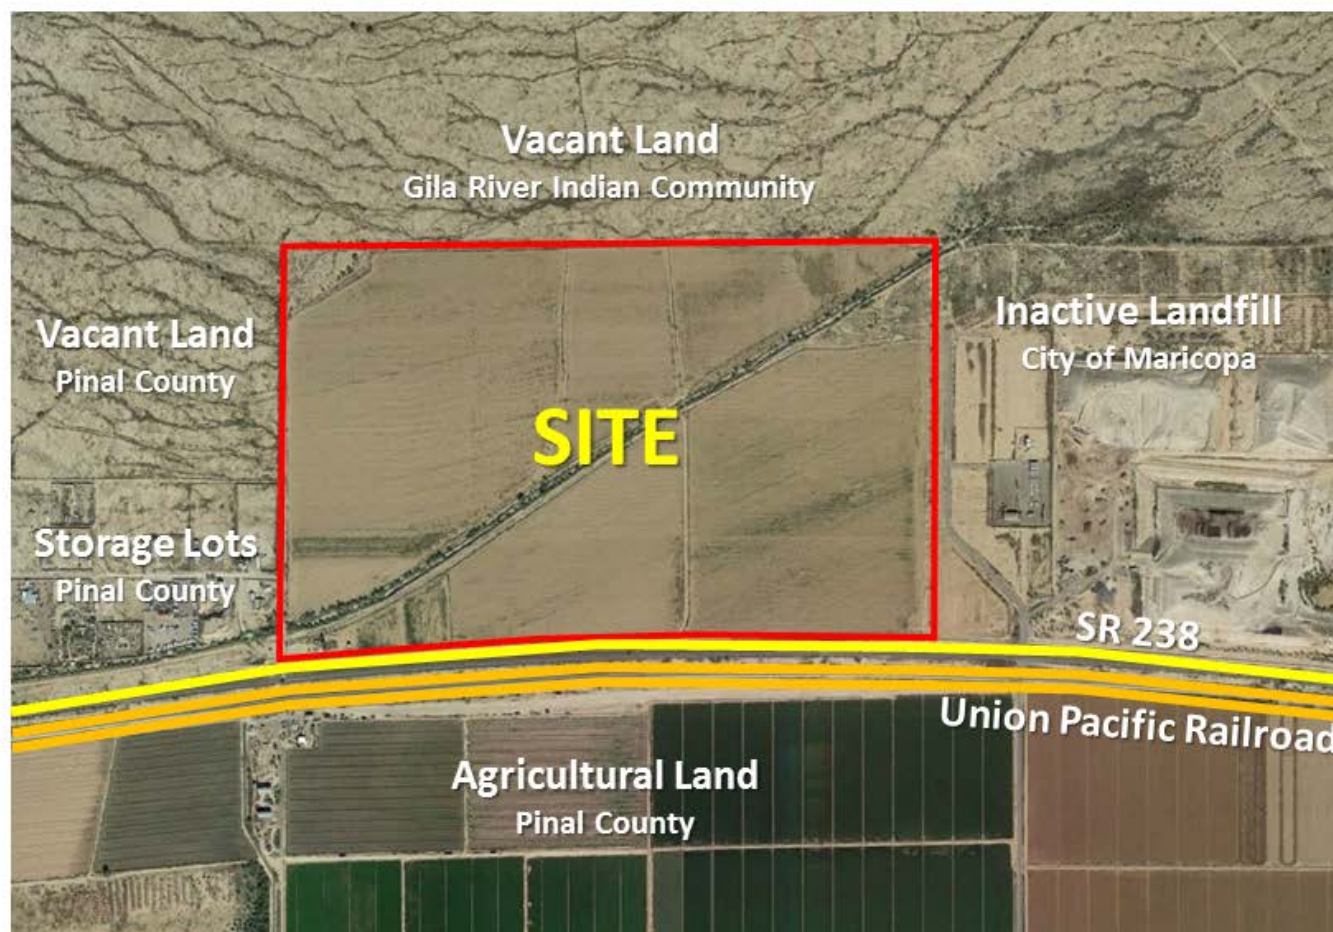 Vacant Land
Gila River Indian Community
Vacant Land
Pinal County
Inactive Landfill
City of Maricopa
SITE
Storage Lots
Pinal County
SR 238
Union Pacific Railroad
Agricultural Land
Pinal County